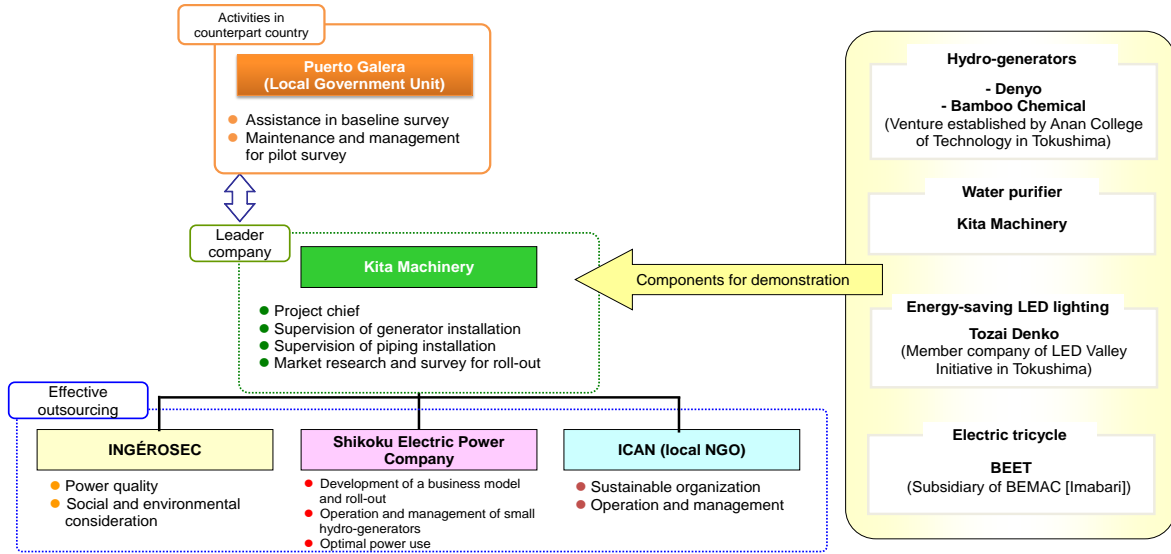 Activities in
counterpart country
Puerto Galera
(Local Government Unit)
● Assistance in baseline survey
● Maintenance and management
for pilot survey
Leader
company
Kita Machinery
● Project chief
● Supervision of generator installation
● Supervision of piping installation
● Market research and survey for roll-out
Components for demonstration
Effective
outsourcing
INGÉROSEC
● Power quality
● Social and environmental
consideration
Shikoku Electric Power
Company
● Development of a business model
and roll-out
● Operation and management of small
hydro-generators
● Optimal power use
ICAN (local NGO)
● Sustainable organization
● Operation and management
Hydro-generators
- Denyo
- Bamboo Chemical
(Venture established by Anan College
of Technology in Tokushima)
Water purifier
Kita Machinery
Energy-saving LED lighting
Tozai Denko
(Member company of LED Valley
Initiative in Tokushima)
Electric tricycle
BEET
(Subsidiary of BEMAC [Imabari])